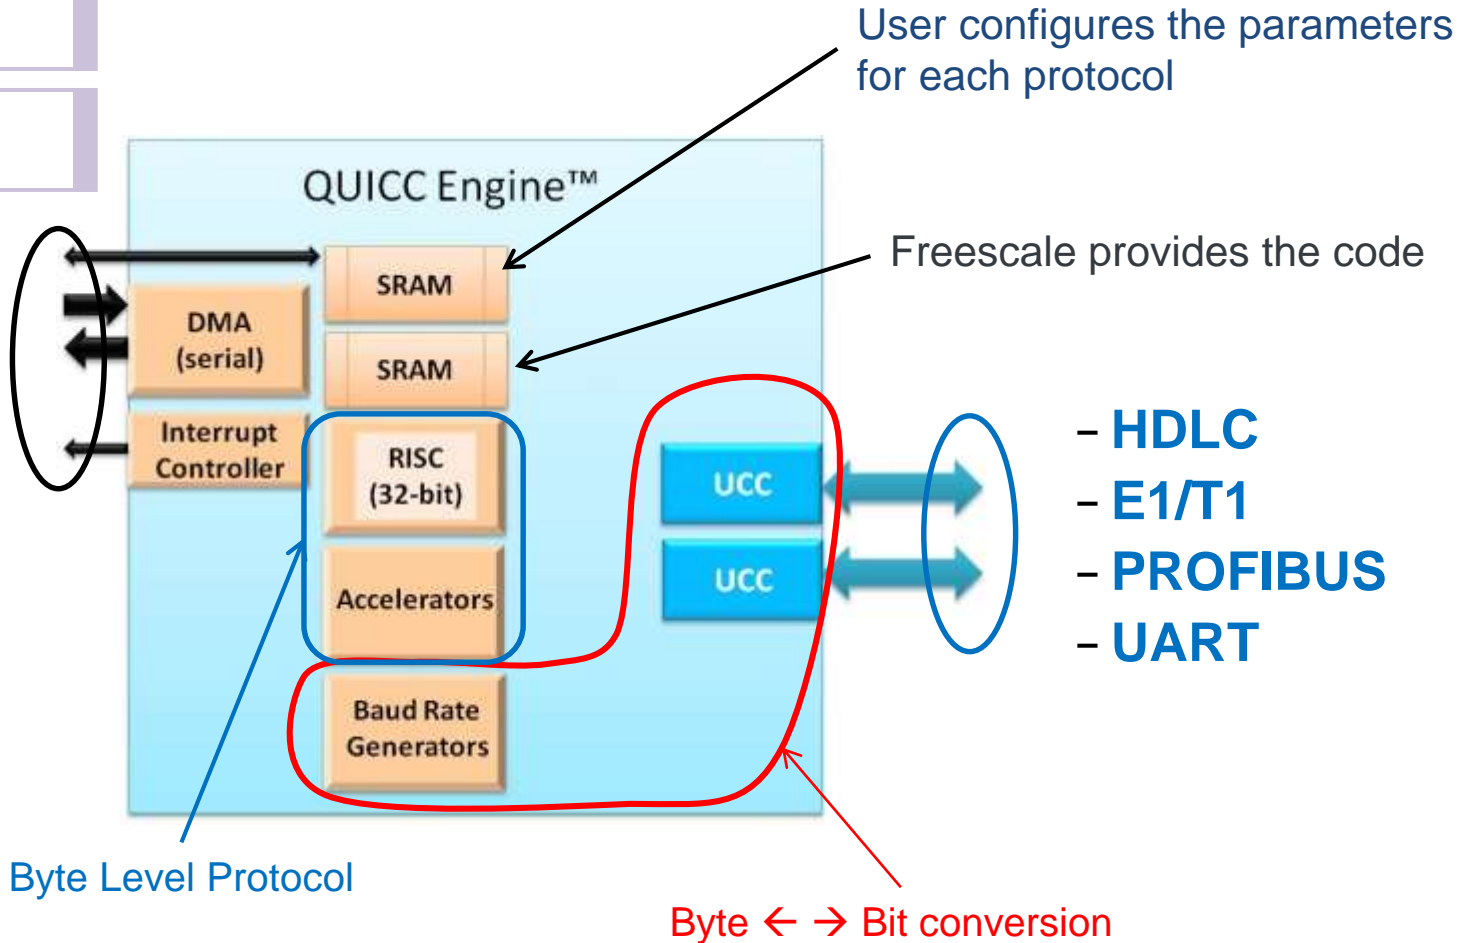 User configures the parameters
for each protocol
QUICC Engine™
Freescale provides the code
SRAM
DMA
(serial)
SRAM
Interrupt
Controller
RISC
(32-bit)
UCC
UCC
Accelerators
Baud Rate
Generators
– HDLC
– E1/T1
– PROFIBUS
– UART
Byte Level Protocol
Byte ← → Bit conversion